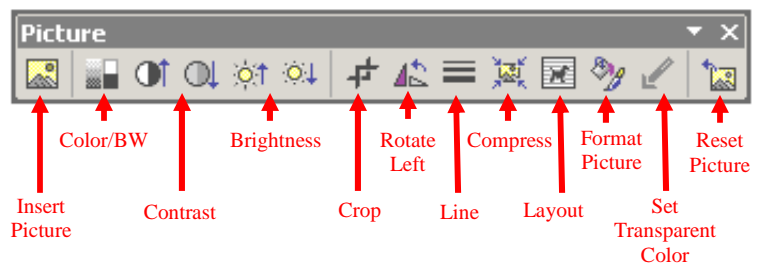 Picture
Color/BW
Brightness
Rotate
Left
Compress
Format
Picture
Reset
Picture
Insert
Picture
Contrast
Crop
Line
Layout
Set
Transparent
Color